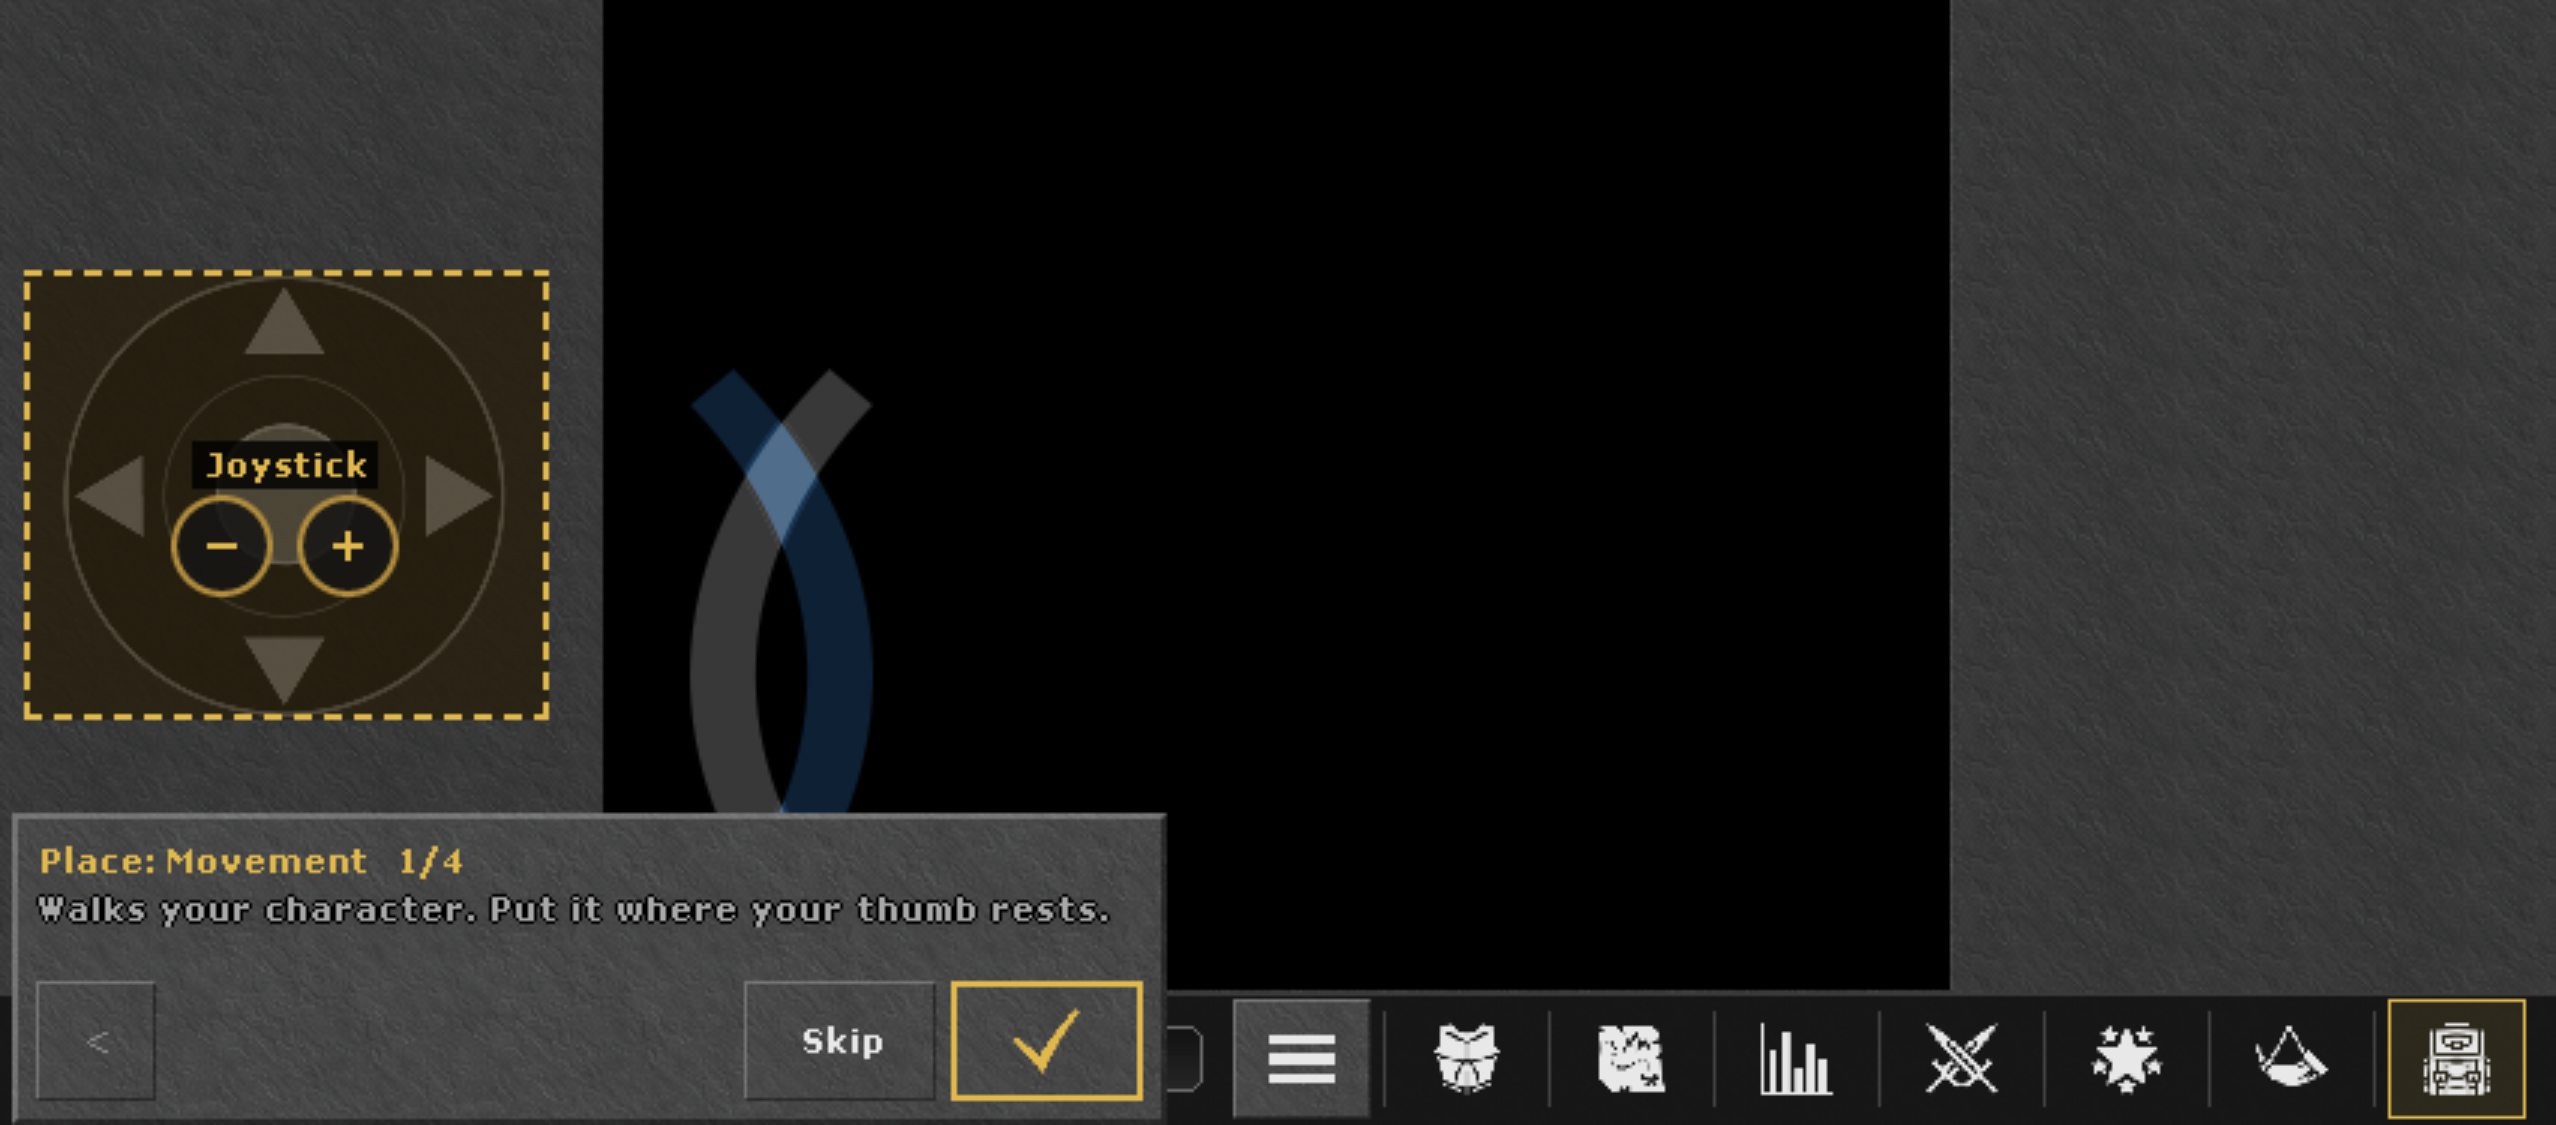 Joystick
- +
Place: Movement 1/4
Walks your character. Put it where your thumb rests.
< Skip